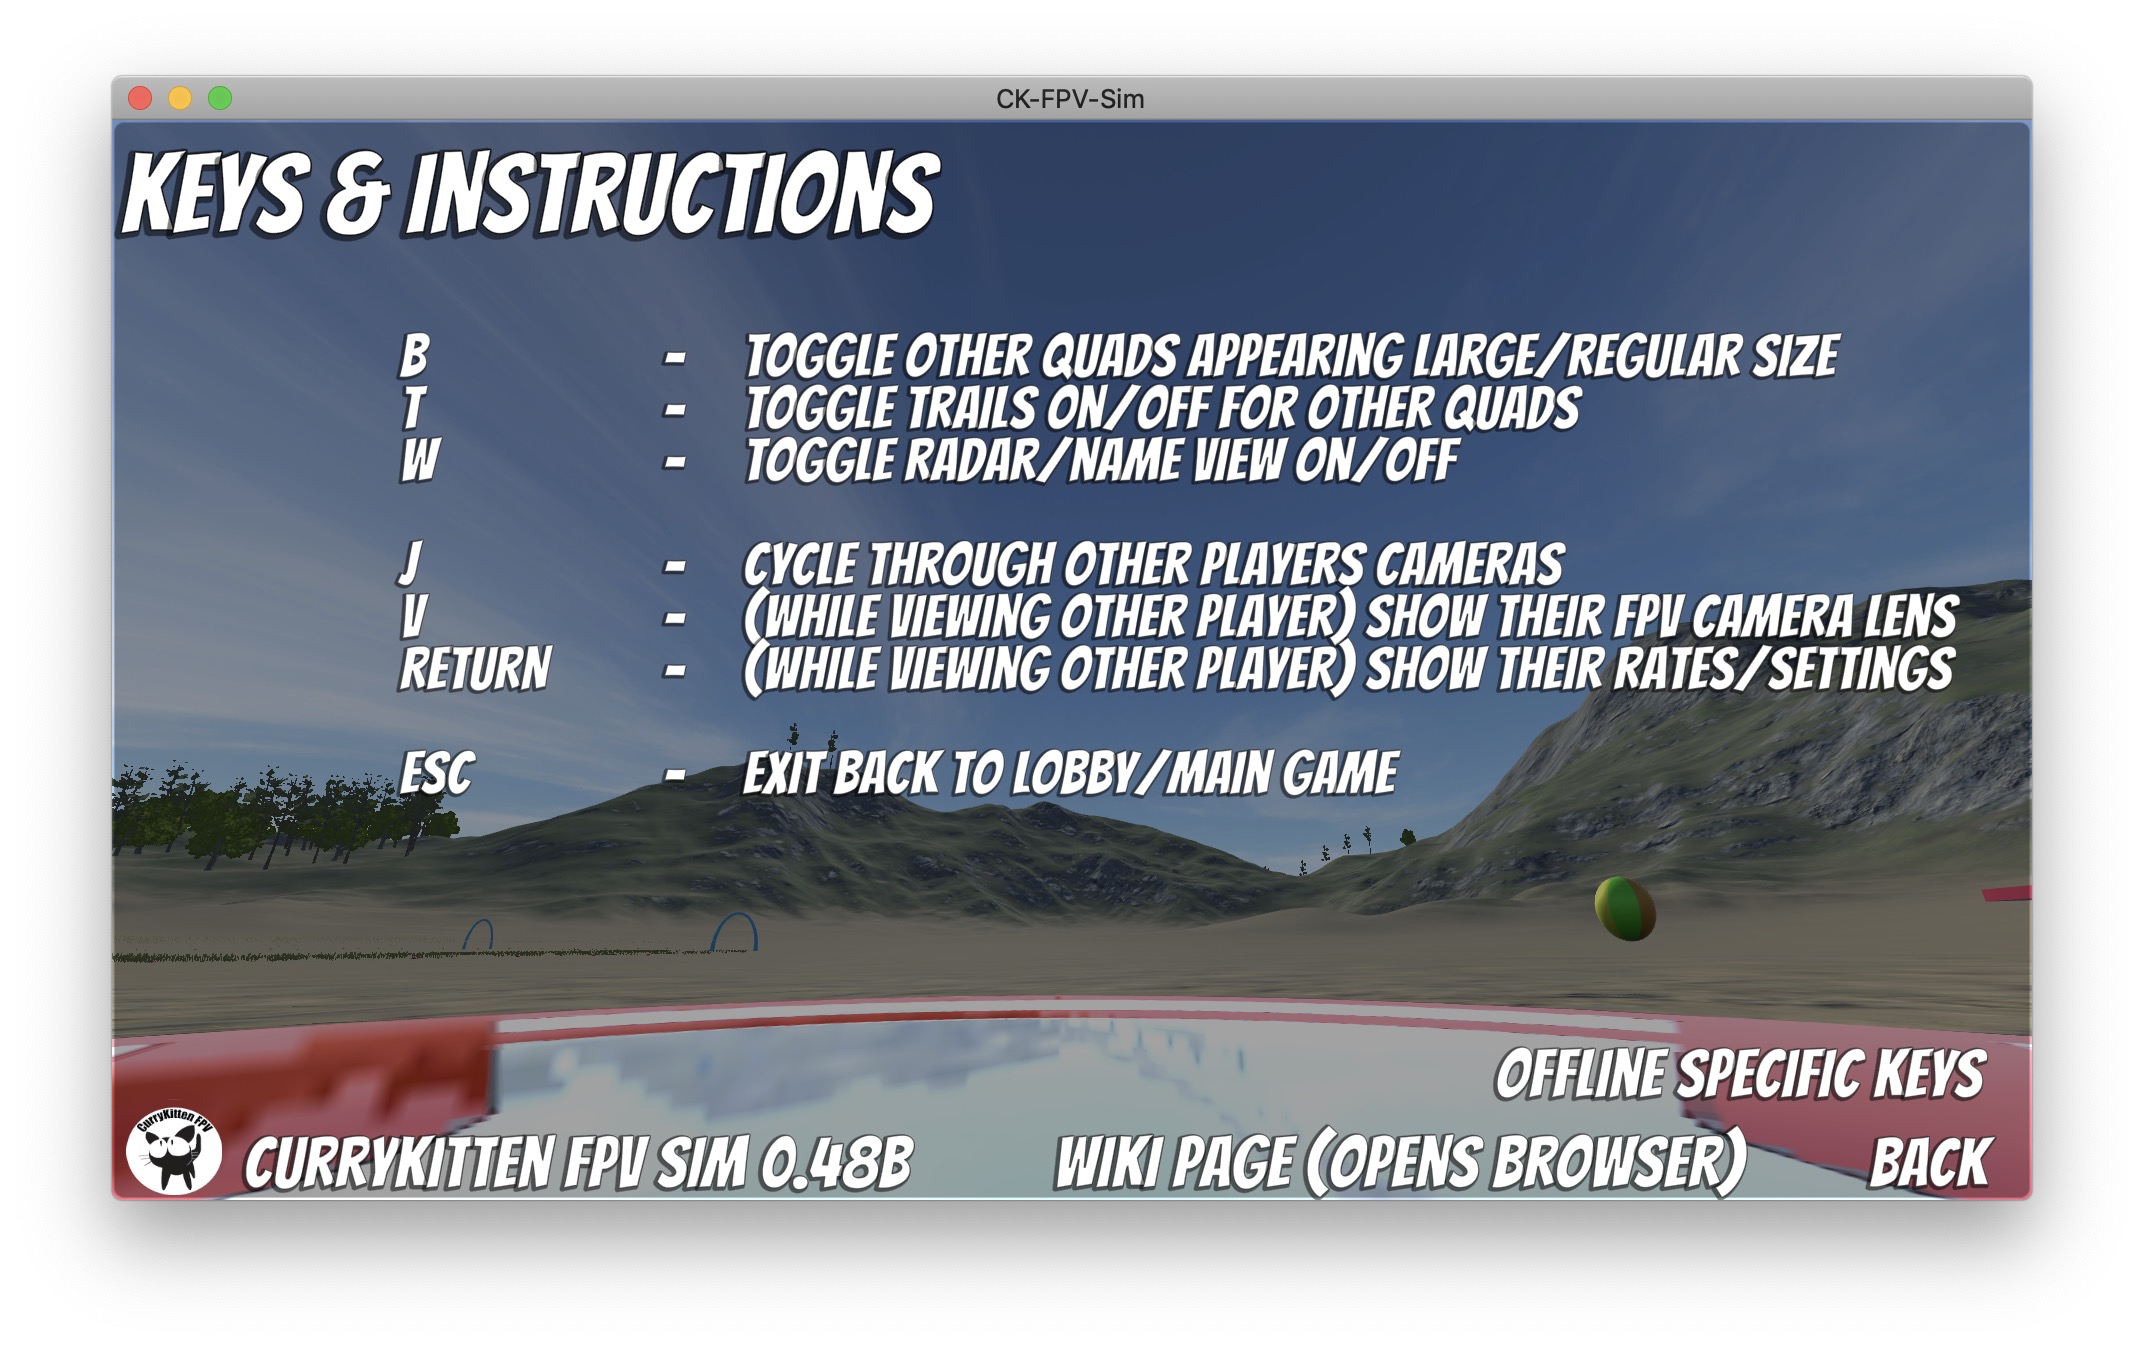 CK-FPV-Sim
KEYS & INSTRUCTIONS
B - TOGGLE OTHER QUADS APPEARING LARGE/REGULAR SIZE
T - TOGGLE TRAILS ON/OFF FOR OTHER QUADS
W - TOGGLE RADAR/NAME VIEW ON/OFF
J - CYCLE THROUGH OTHER PLAYERS CAMERAS
V - (WHILE VIEWING OTHER PLAYER) SHOW THEIR FPV CAMERA LENS
RETURN - (WHILE VIEWING OTHER PLAYER) SHOW THEIR RATES/SETTINGS
ESC - EXIT BACK TO LOBBY/MAIN GAME
OFFLINE SPECIFIC KEYS
CurryKitten FPV
CURRYKITTEN FPV SIM 0.48B
WIKI PAGE (OPENS BROWSER)
BACK